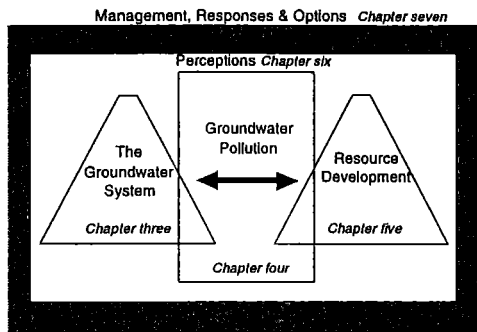 Management, Responses & Options Chapter seven
Perceptions Chapter six
Groundwater
Pollution
The
Groundwater
System
Resource
Development
Chapter three
Chapter five
Chapter four